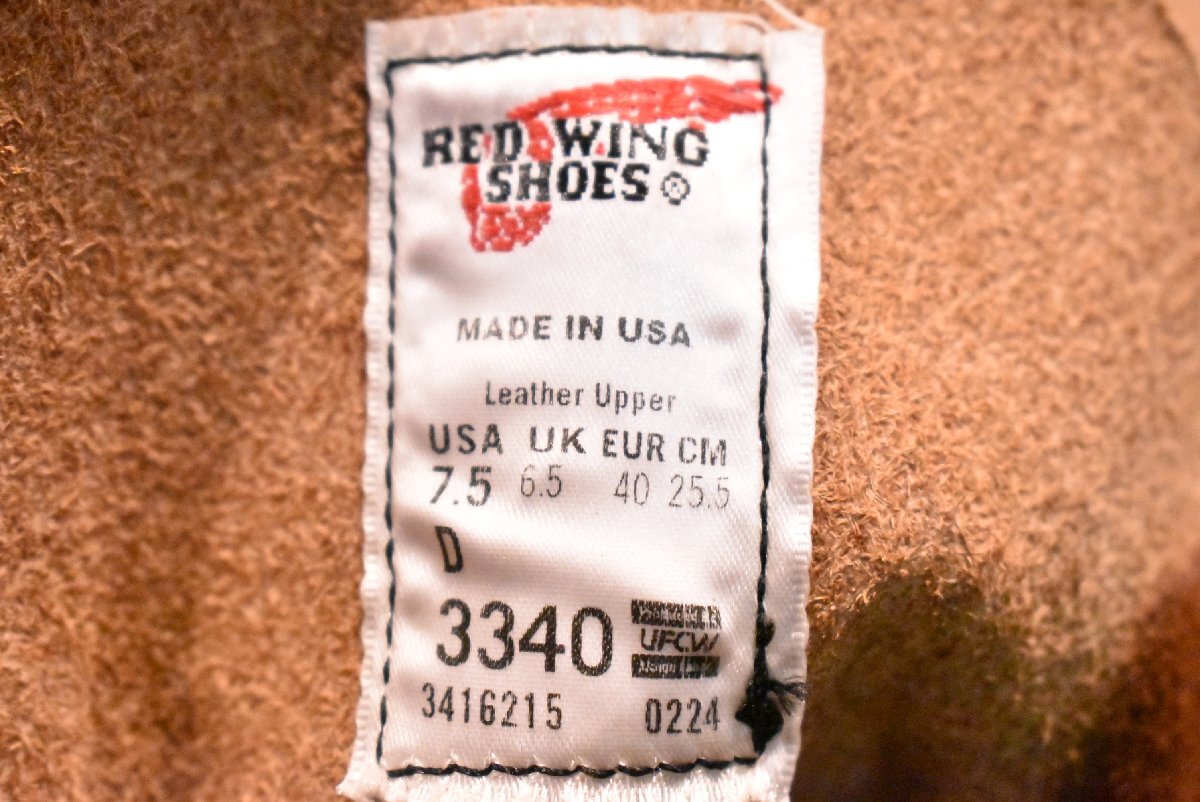 RED WING
SHOES ®
MADE IN USA
Leather Upper
USA UK EUR CM
7.5 6.5 40 25.5
D
3340
UFCW
3416215 0224